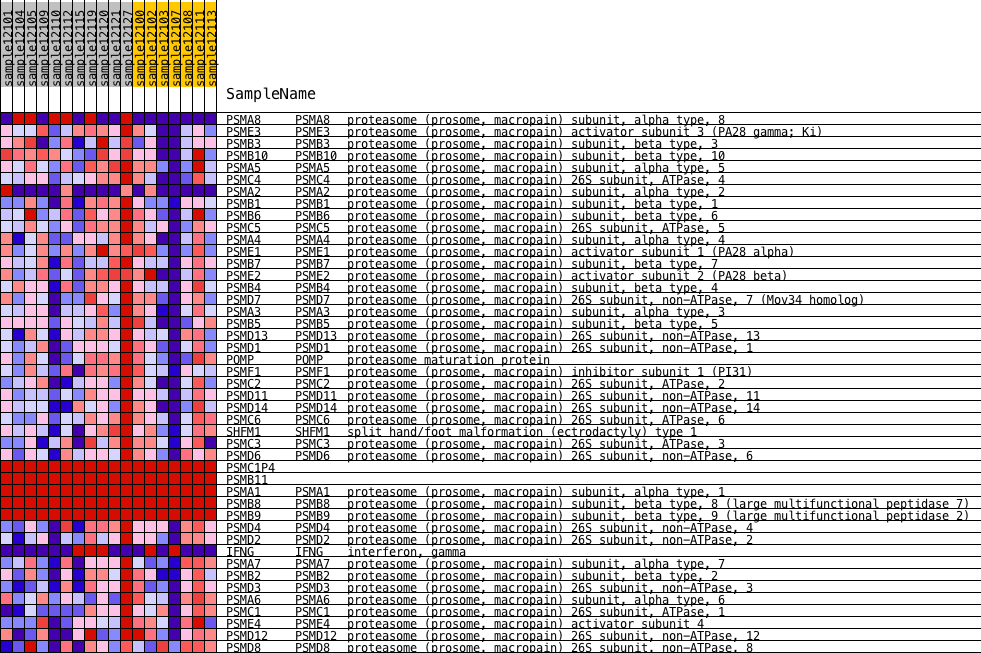 sample12101
sample12104
sample12105
sample12109
sample12110
sample12112
sample12115
sample12119
sample12120
sample12121
sample12127
sample12100
sample12102
sample12103
sample12107
sample12108
sample12111
sample12113
SampleName
PSMA8 PSMA8 proteasome (prosome, macropain) subunit, alpha type, 8
PSME3 PSME3 proteasome (prosome, macropain) activator subunit 3 (PA28 gamma; Ki)
PSMB3 PSMB3 proteasome (prosome, macropain) subunit, beta type, 3
PSMB10 PSMB10 proteasome (prosome, macropain) subunit, beta type, 10
PSMA5 PSMA5 proteasome (prosome, macropain) subunit, alpha type, 5
PSMC4 PSMC4 proteasome (prosome, macropain) 26S subunit, ATPase, 4
PSMA2 PSMA2 proteasome (prosome, macropain) subunit, alpha type, 2
PSMB1 PSMB1 proteasome (prosome, macropain) subunit, beta type, 1
PSMB6 PSMB6 proteasome (prosome, macropain) subunit, beta type, 6
PSMC5 PSMC5 proteasome (prosome, macropain) 26S subunit, ATPase, 5
PSMA4 PSMA4 proteasome (prosome, macropain) subunit, alpha type, 4
PSME1 PSME1 proteasome (prosome, macropain) activator subunit 1 (PA28 alpha)
PSMB7 PSMB7 proteasome (prosome, macropain) subunit, beta type, 7
PSME2 PSME2 proteasome (prosome, macropain) activator subunit 2 (PA28 beta)
PSMB4 PSMB4 proteasome (prosome, macropain) subunit, beta type, 4
PSMD7 PSMD7 proteasome (prosome, macropain) 26S subunit, non-ATPase, 7 (Mov34 homolog)
PSMA3 PSMA3 proteasome (prosome, macropain) subunit, alpha type, 3
PSMB5 PSMB5 proteasome (prosome, macropain) subunit, beta type, 5
PSMD13 PSMD13 proteasome (prosome, macropain) 26S subunit, non-ATPase, 13
PSMD1 PSMD1 proteasome (prosome, macropain) 26S subunit, non-ATPase, 1
POMP POMP proteasome maturation protein
PSMF1 PSMF1 proteasome (prosome, macropain) inhibitor subunit 1 (PI31)
PSMC2 PSMC2 proteasome (prosome, macropain) 26S subunit, ATPase, 2
PSMD11 PSMD11 proteasome (prosome, macropain) 26S subunit, non-ATPase, 11
PSMD14 PSMD14 proteasome (prosome, macropain) 26S subunit, non-ATPase, 14
PSMC6 PSMC6 proteasome (prosome, macropain) 26S subunit, ATPase, 6
SHFM1 SHFM1 split hand/foot malformation (ectrodactyly) type 1
PSMC3 PSMC3 proteasome (prosome, macropain) 26S subunit, ATPase, 3
PSMD6 PSMD6 proteasome (prosome, macropain) 26S subunit, non-ATPase, 6
PSMC1P4
PSMB11
PSMA1 PSMA1 proteasome (prosome, macropain) subunit, alpha type, 1
PSMB8 PSMB8 proteasome (prosome, macropain) subunit, beta type, 8 (large multifunctional peptidase 7)
PSMB9 PSMB9 proteasome (prosome, macropain) subunit, beta type, 9 (large multifunctional peptidase 2)
PSMD4 PSMD4 proteasome (prosome, macropain) 26S subunit, non-ATPase, 4
PSMD2 PSMD2 proteasome (prosome, macropain) 26S subunit, non-ATPase, 2
IFNG IFNG interferon, gamma
PSMA7 PSMA7 proteasome (prosome, macropain) subunit, alpha type, 7
PSMB2 PSMB2 proteasome (prosome, macropain) subunit, beta type, 2
PSMD3 PSMD3 proteasome (prosome, macropain) 26S subunit, non-ATPase, 3
PSMA6 PSMA6 proteasome (prosome, macropain) subunit, alpha type, 6
PSMC1 PSMC1 proteasome (prosome, macropain) 26S subunit, ATPase, 1
PSME4 PSME4 proteasome (prosome, macropain) activator subunit 4
PSMD12 PSMD12 proteasome (prosome, macropain) 26S subunit, non-ATPase, 12
PSMD8 PSMD8 proteasome (prosome, macropain) 26S subunit, non-ATPase, 8